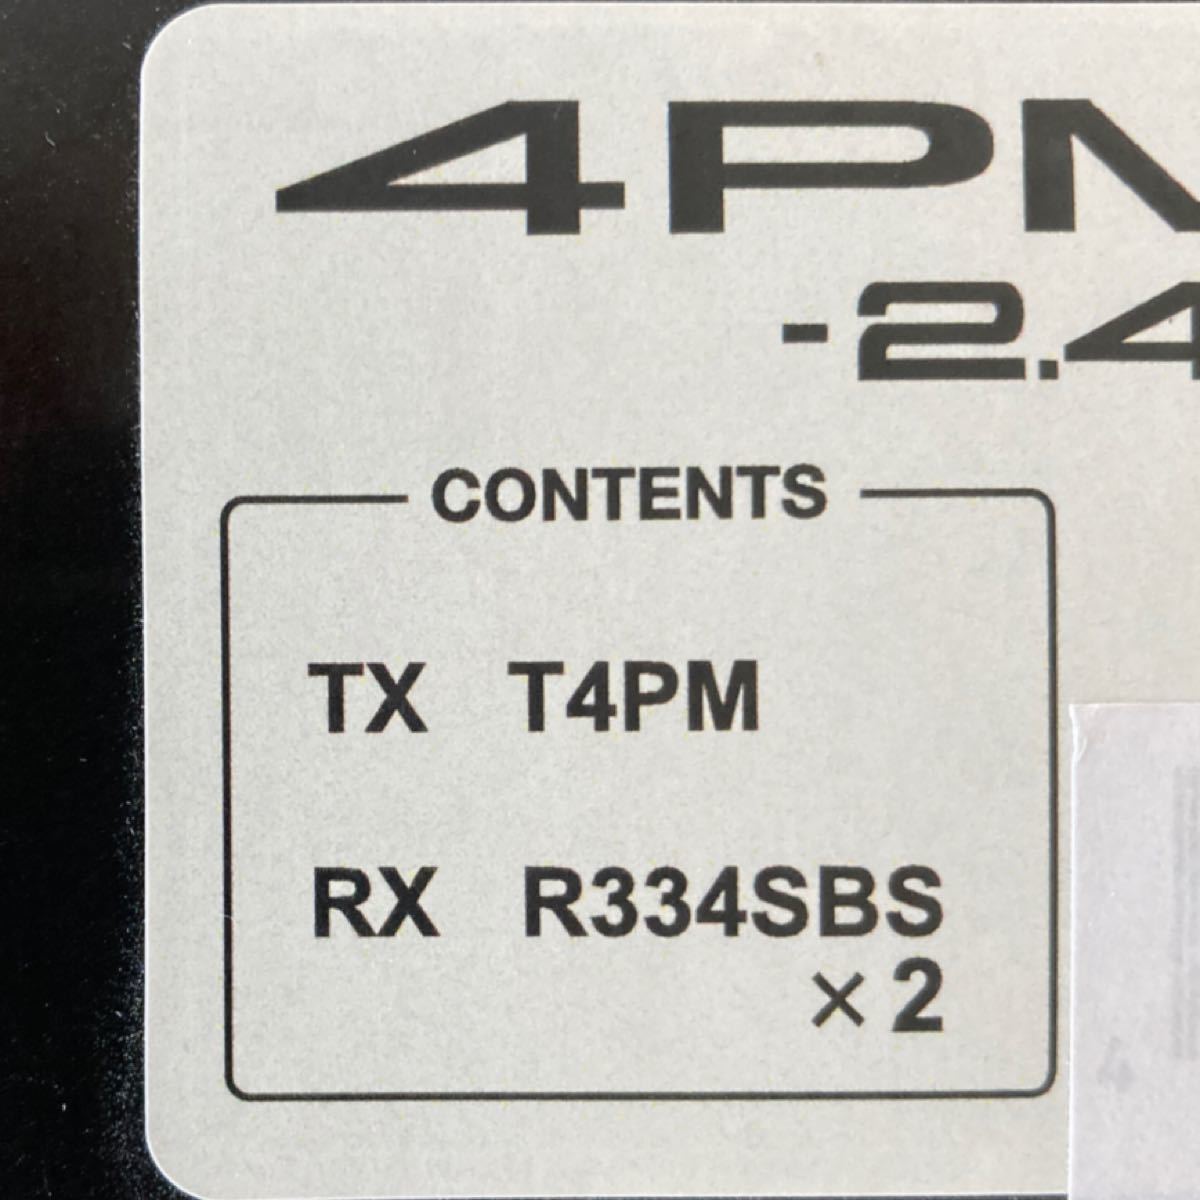 4PM
-2.4
CONTENTS
TX T4PM
RX R334SBS
×2